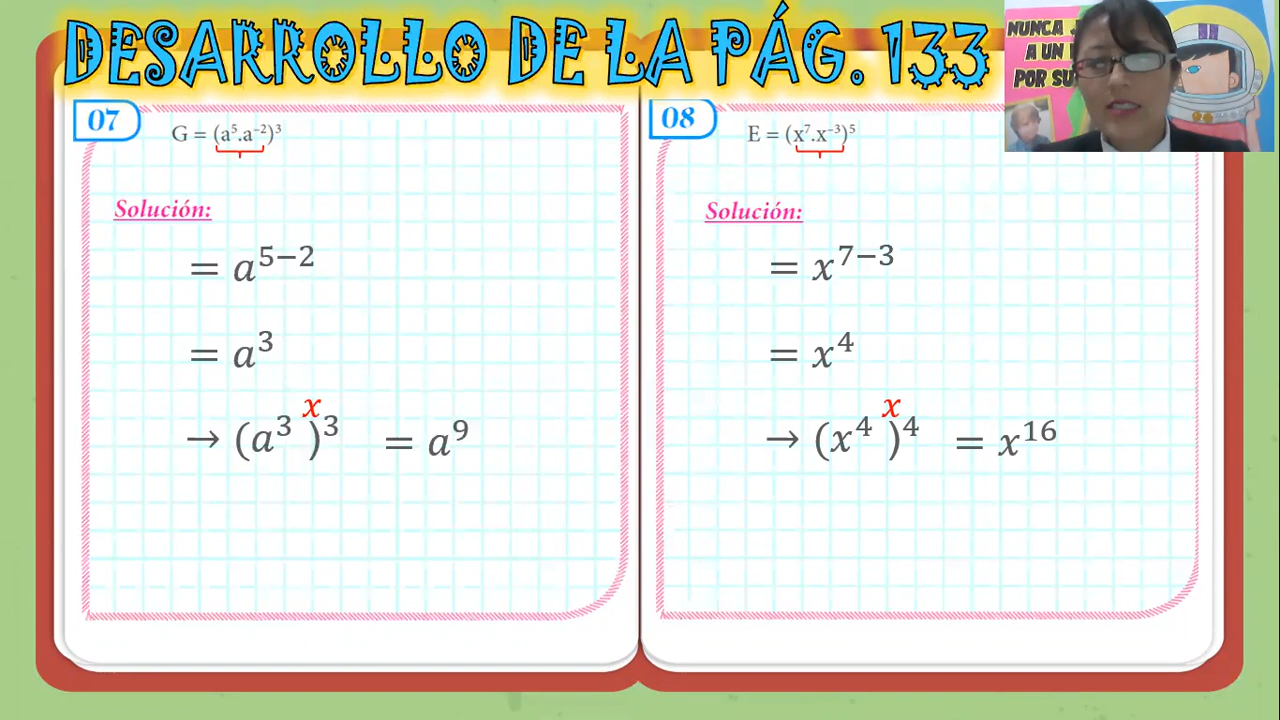 DESARROLLO DE LA PÁG. 133
NUNCA
A UN
POR SU
07
G = (a⁵.a⁻²)³
Solución:
= a⁵⁻²
= a³
x
→ (a³ )³ = a⁹
08
E = (x⁷.x⁻³)⁵
Solución:
= x⁷⁻³
= x⁴
x
→ (x⁴ )⁴ = x¹⁶